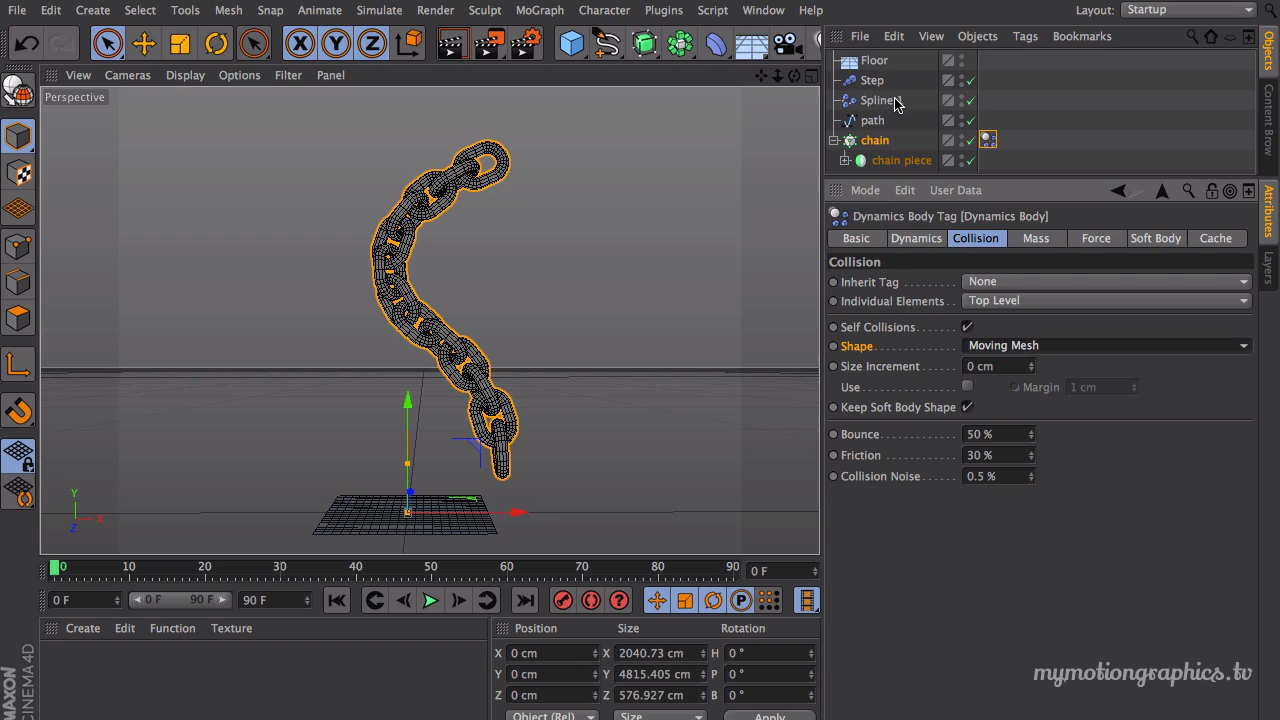 File Edit Create Select Tools Mesh Snap Animate Simulate Render Sculpt MoGraph Character Plugins Script Window Help Layout: Startup
File Edit View Objects Tags Bookmarks
Floor
Step
Spline
path
chain
chain piece
Objects
Content Brow
Attributes
Layers
View Cameras Display Options Filter Panel
Perspective
X Y Z
Y
X
Z
Mode Edit User Data
Dynamics Body Tag [Dynamics Body]
Basic Dynamics Collision Mass Force Soft Body Cache
Collision
Inherit Tag None
Individual Elements Top Level
Self Collisions
Shape Moving Mesh
Size Increment 0 cm
Use Margin 1 cm
Keep Soft Body Shape
Bounce 50 %
Friction 30 %
Collision Noise 0.5 %
0 10 20 30 40 50 60 70 80 90 0 F
0 F 0 F 90 F 90 F
P
Create Edit Function Texture
Position Size Rotation
X 0 cm X 2040.73 cm H 0 °
Y 0 cm Y 4815.405 cm P 0 °
Z 0 cm Z 576.927 cm B 0 °
Object (Rel) Size Apply
MAXON
CINEMA 4D
mymotiongraphics.tv